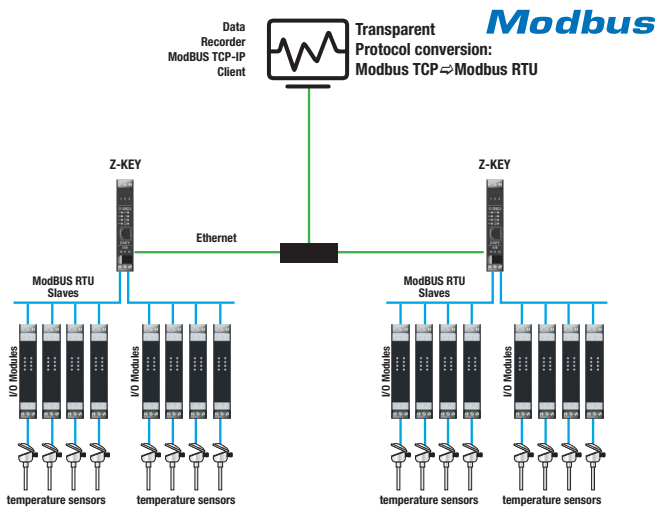 Modbus
Data
Recorder
ModBUS TCP-IP
Client
Transparent
Protocol conversion:
Modbus TCP⇨Modbus RTU
Z-KEY
Z-KEY
Ethernet
ModBUS RTU
Slaves
ModBUS RTU
Slaves
I/O Modules
I/O Modules
I/O Modules
I/O Modules
temperature sensors
temperature sensors
temperature sensors
temperature sensors